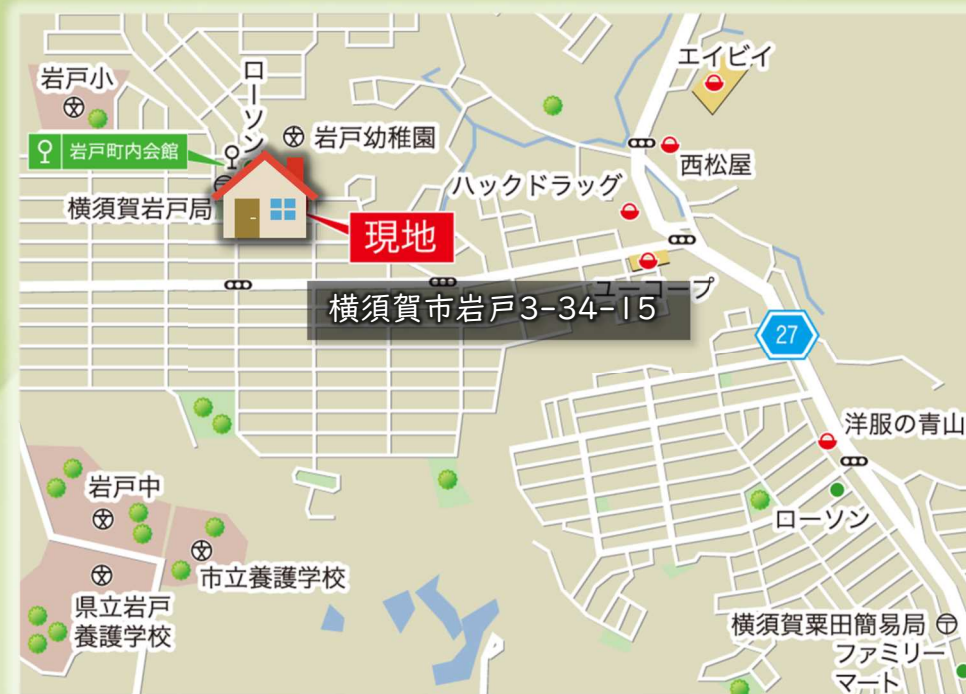 エイビイ
岩戸小
ローソン
岩戸幼稚園
岩戸町内会館
西松屋
ハックドラッグ
横須賀岩戸局
現地
ユーコープ
横須賀市岩戸3-34-15
27
洋服の青山
岩戸中
ローソン
市立養護学校
県立岩戸
養護学校
横須賀粟田簡易局
ファミリー
マート